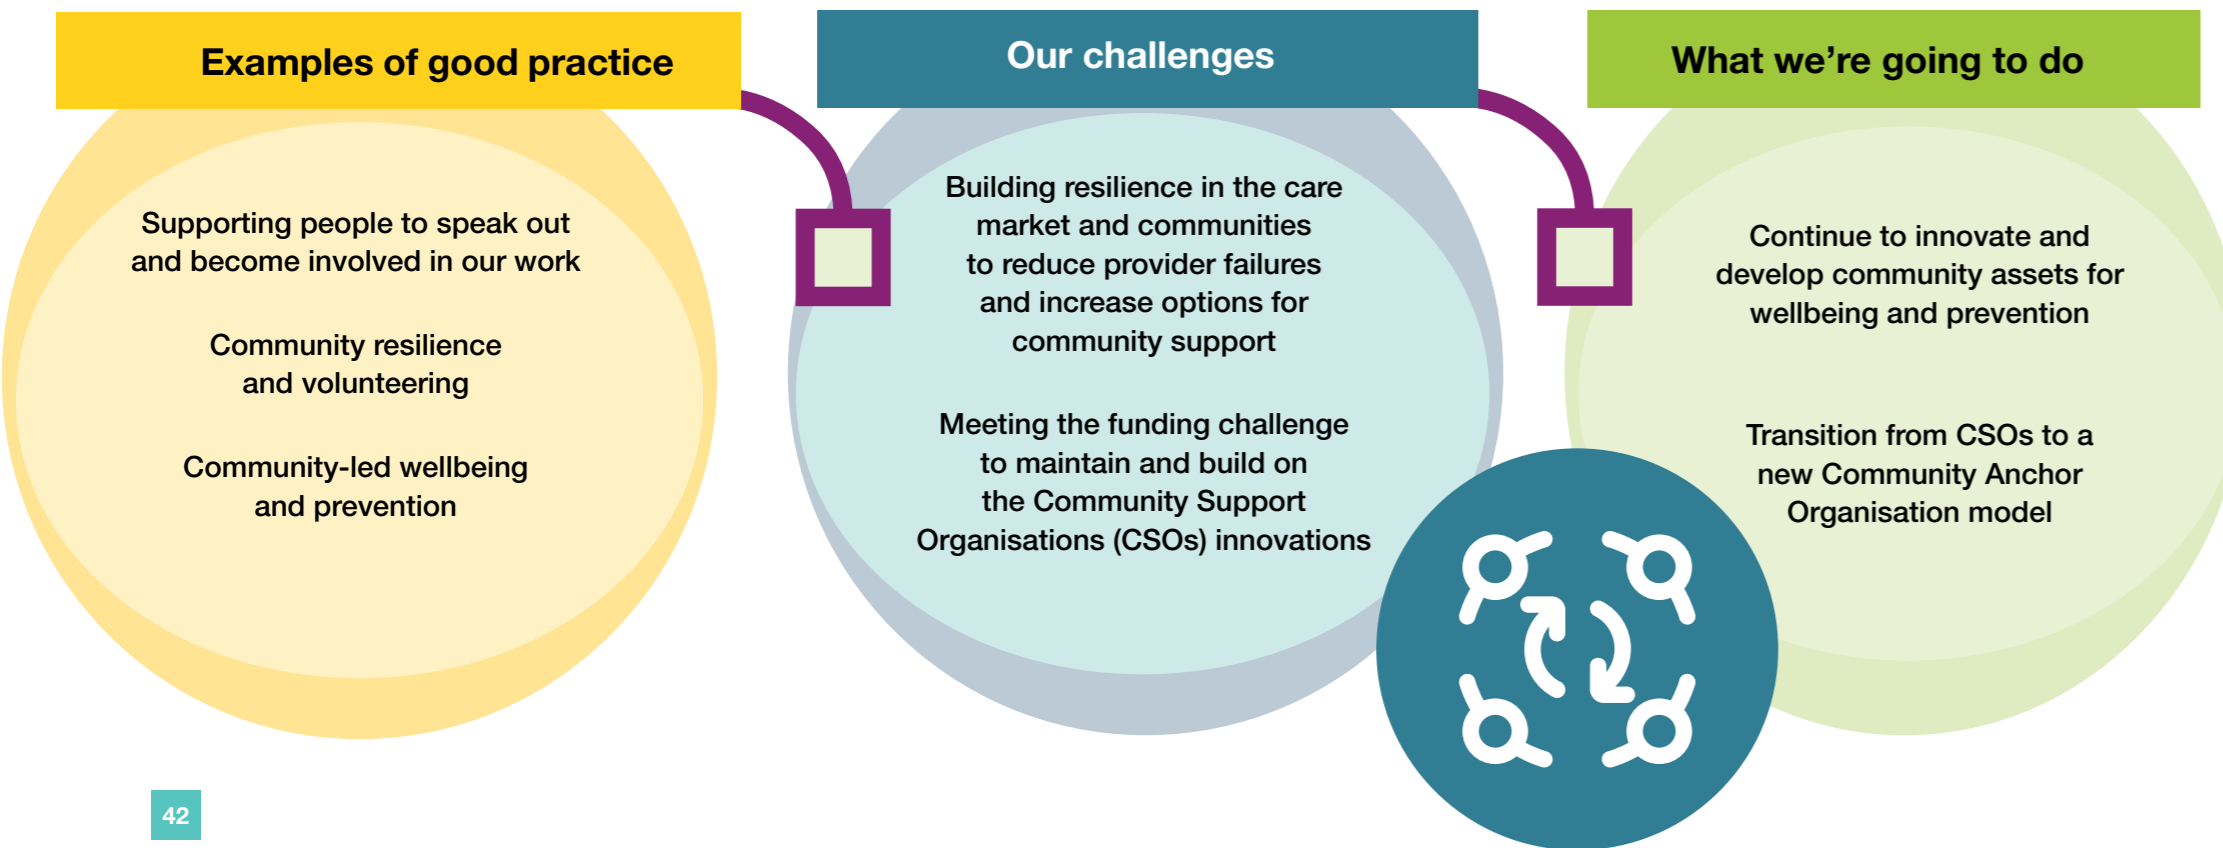 Examples of good practice
Supporting people to speak out
and become involved in our work
Community resilience
and volunteering
Community-led wellbeing
and prevention
Our challenges
Building resilience in the care
market and communities
to reduce provider failures
and increase options for
community support
Meeting the funding challenge
to maintain and build on
the Community Support
Organisations (CSOs) innovations
What we’re going to do
Continue to innovate and
develop community assets for
wellbeing and prevention
Transition from CSOs to a
new Community Anchor
Organisation model
42